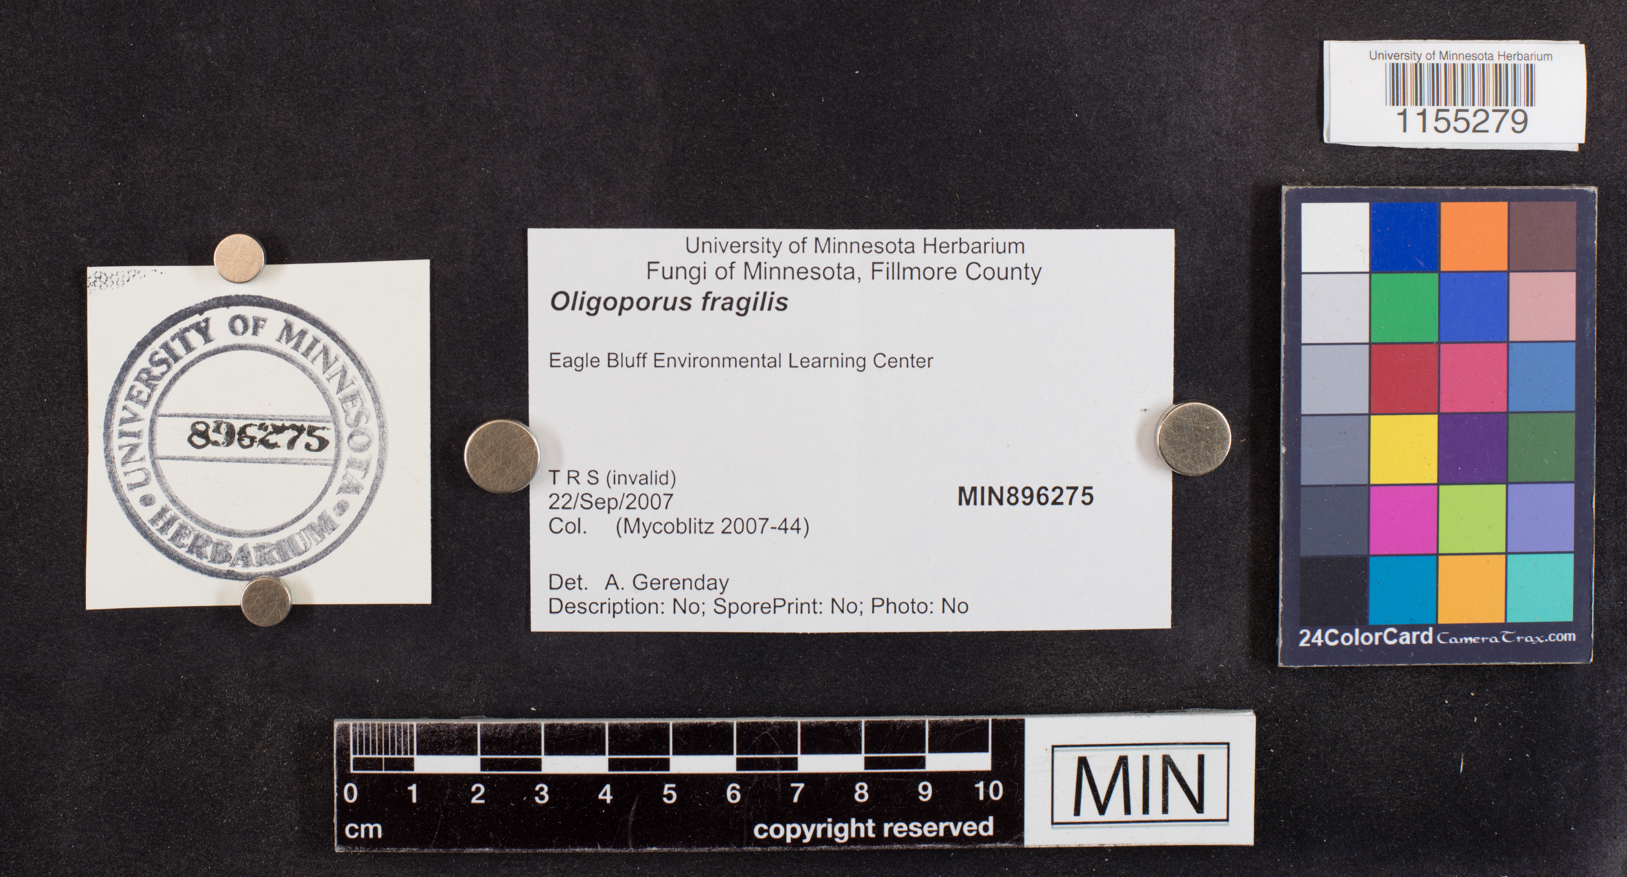 University of Minnesota Herbarium
1155279
UNIVERSITY OF MINNESOTA
896275
HERBARIUM
University of Minnesota Herbarium
Fungi of Minnesota, Fillmore County
Oligoporus fragilis
Eagle Bluff Environmental Learning Center
T R S (invalid)
22/Sep/2007
MIN896275
Col. (Mycoblitz 2007-44)
Det. A. Gerenday
Description: No; SporePrint: No; Photo: No
24ColorCard CameraTrax.com
0 1 2 3 4 5 6 7 8 9 10
cm
copyright reserved
MIN